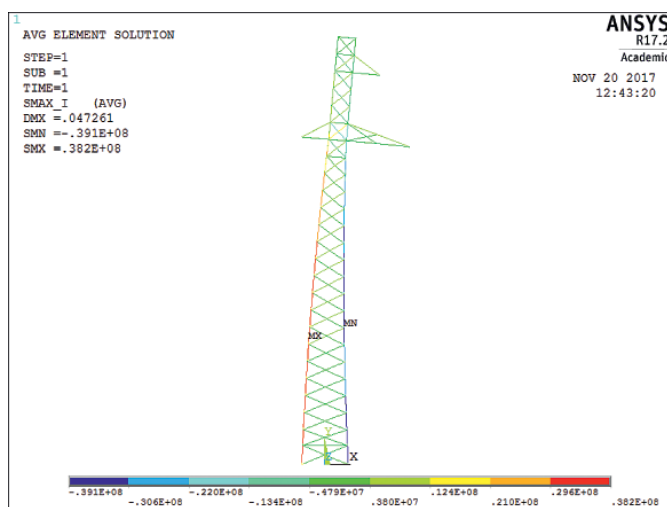 1
AVG ELEMENT SOLUTION
STEP=1
SUB =1
TIME=1
SMAX_I (AVG)
DMX =.047261
SMN =-.391E+08
SMX =.382E+08
ANSYS
R17.2
Academic
NOV 20 2017
12:43:20
MN
MX
Y
X
-.391E+08
-.306E+08
-.220E+08
-.134E+08
-.479E+07
.380E+07
.124E+08
.210E+08
.296E+08
.382E+08